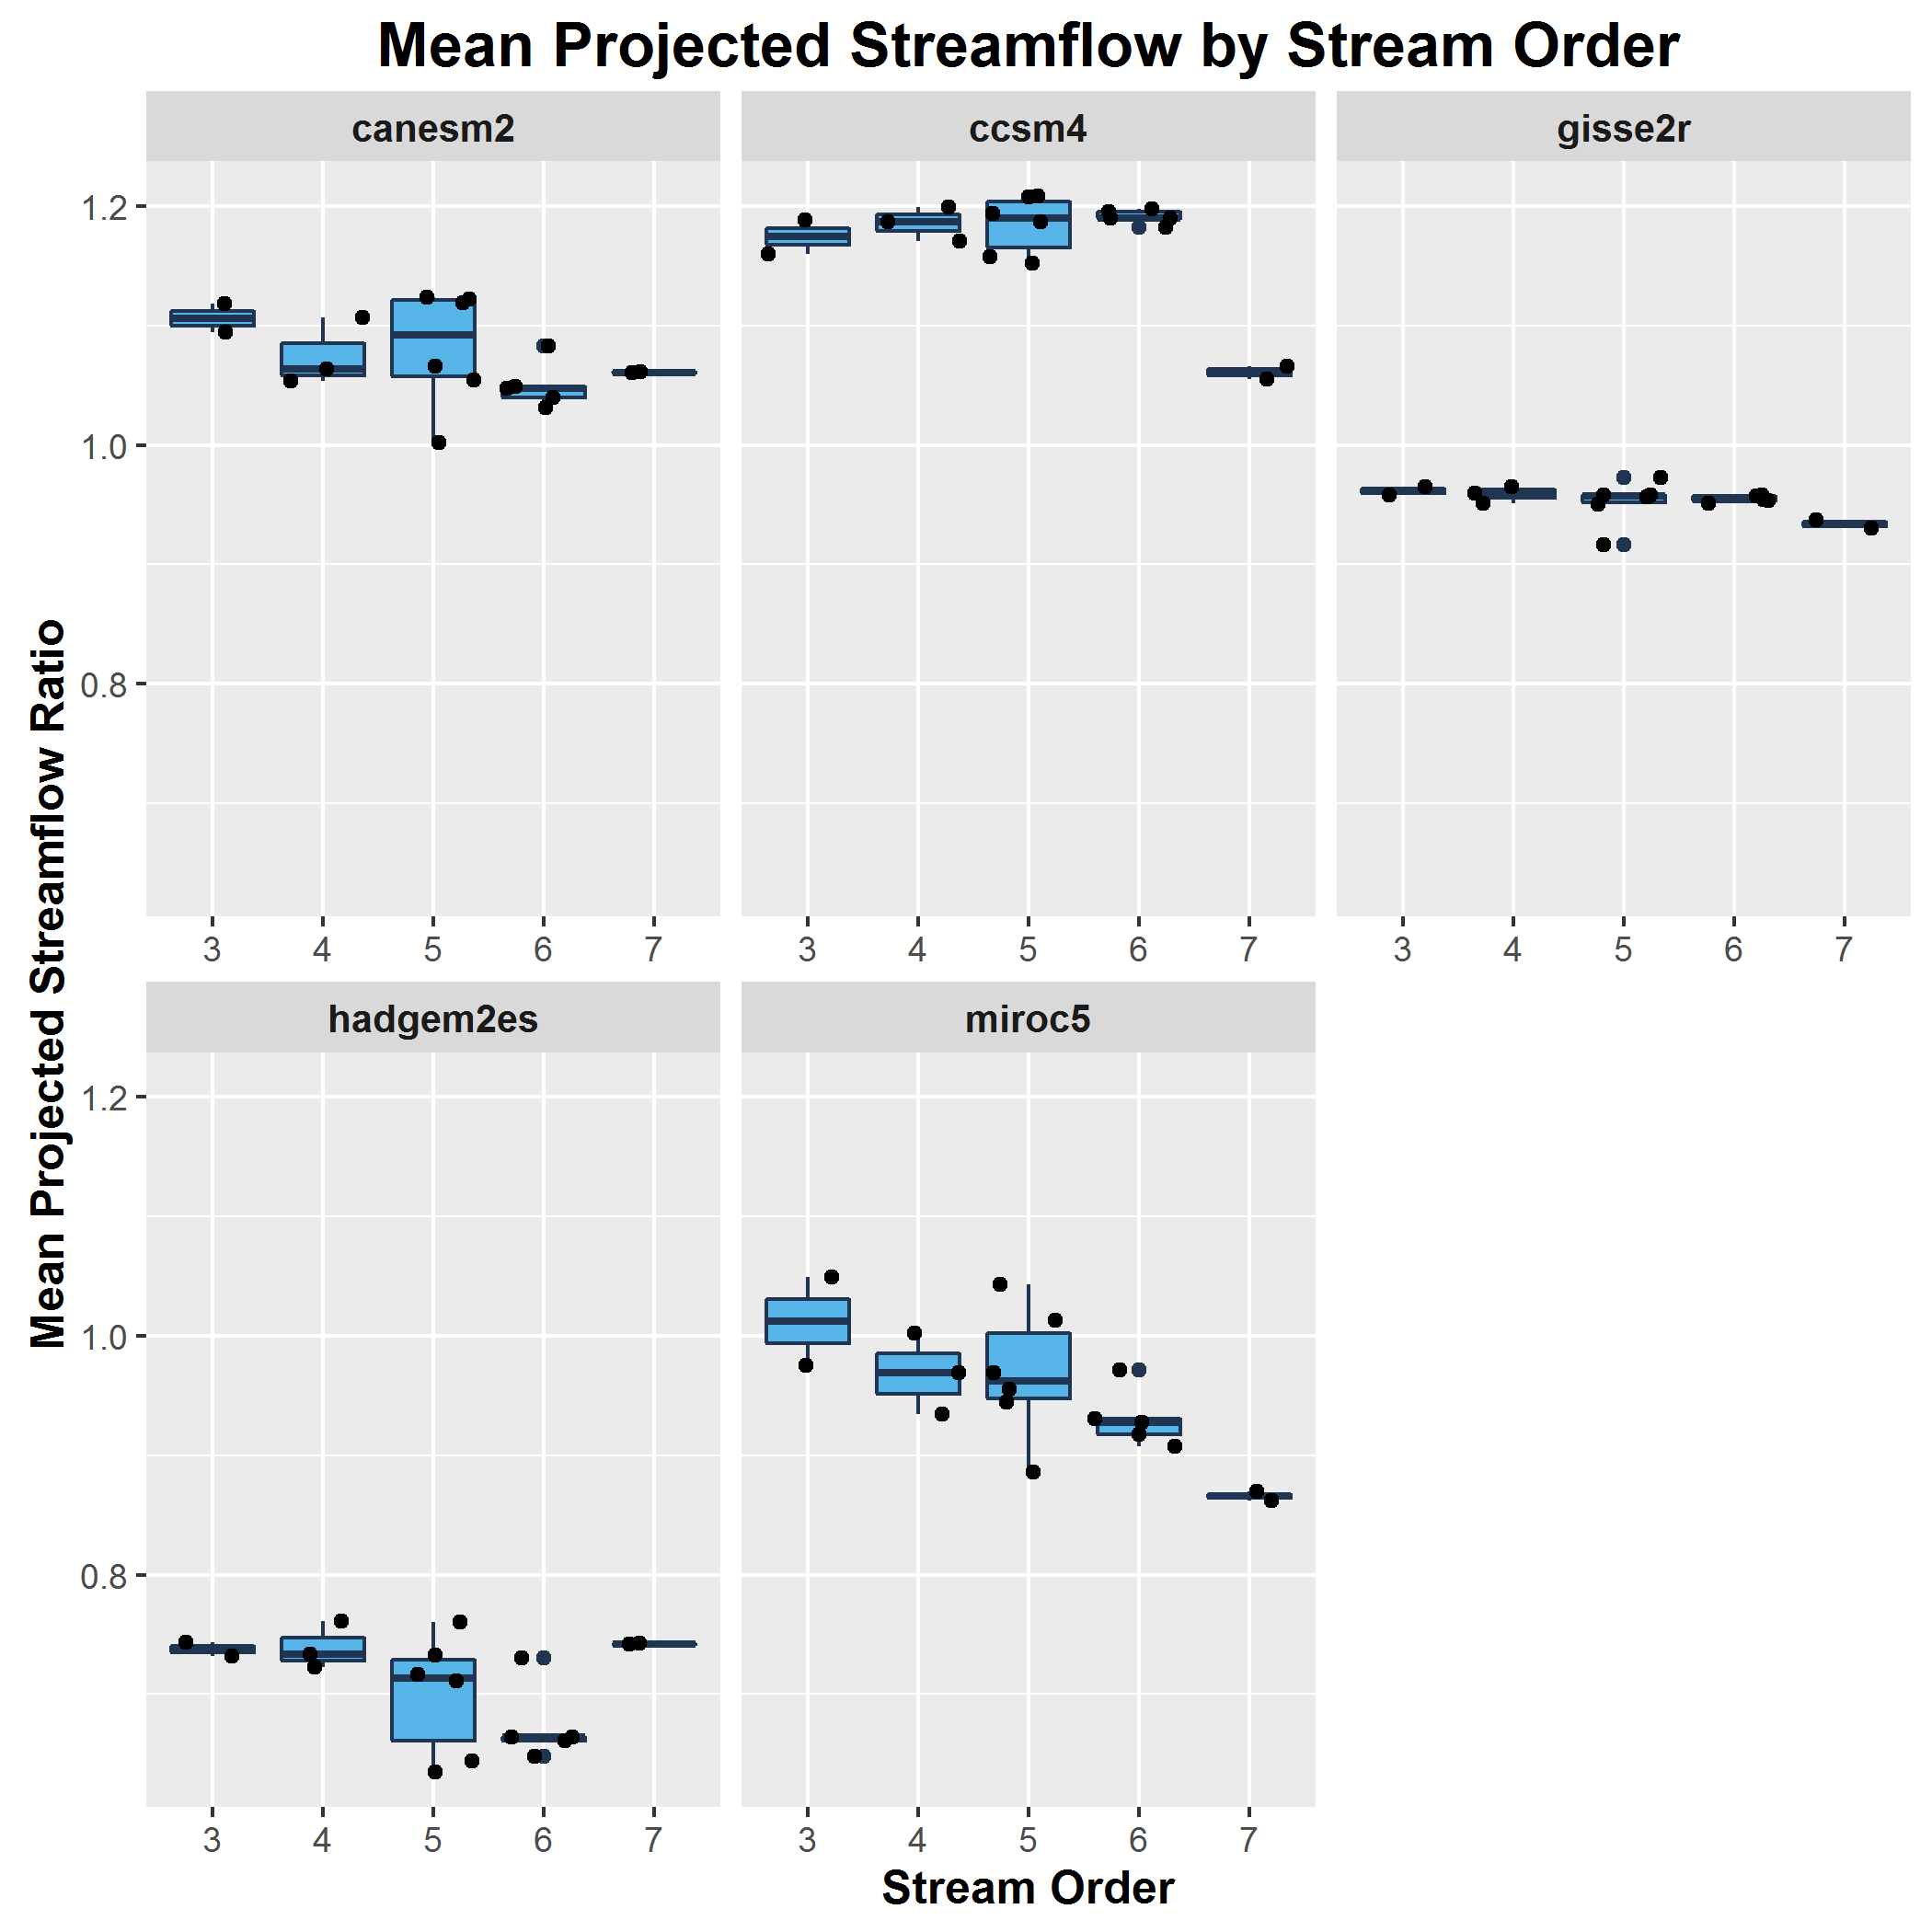 Mean Projected Streamflow by Stream Order
canesm2
ccsm4
gisse2r
1.2
1.0
0.8
3 4 5 6 7
3 4 5 6 7
3 4 5 6 7
Mean Projected Streamflow Ratio
hadgem2es
miroc5
1.2
1.0
0.8
3 4 5 6 7
3 4 5 6 7
Stream Order